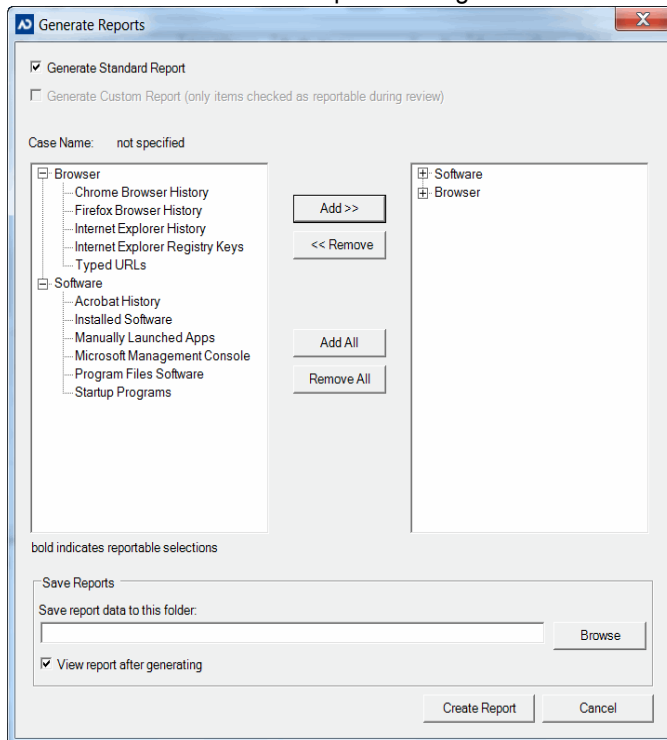 Generate Reports
Generate Standard Report
Generate Custom Report (only items checked as reportable during review)
Case Name: not specified
Browser
Chrome Browser History
Firefox Browser History
Internet Explorer History
Internet Explorer Registry Keys
Typed URLs
Software
Acrobat History
Installed Software
Manually Launched Apps
Microsoft Management Console
Program Files Software
Startup Programs
Add >>
<< Remove
Add All
Remove All
Software
Browser
bold indicates reportable selections
Save Reports
Save report data to this folder:
Browse
View report after generating
Create Report
Cancel